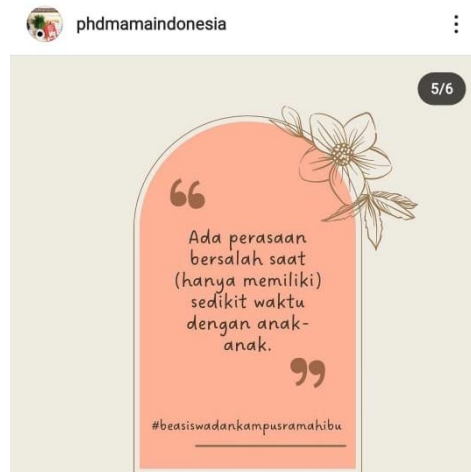 phdmamaindonesia
5/6
“
Ada perasaan
bersalah saat
(hanya memiliki)
sedikit waktu
dengan anak-
anak.
”
#beasiswadankampusramahibu